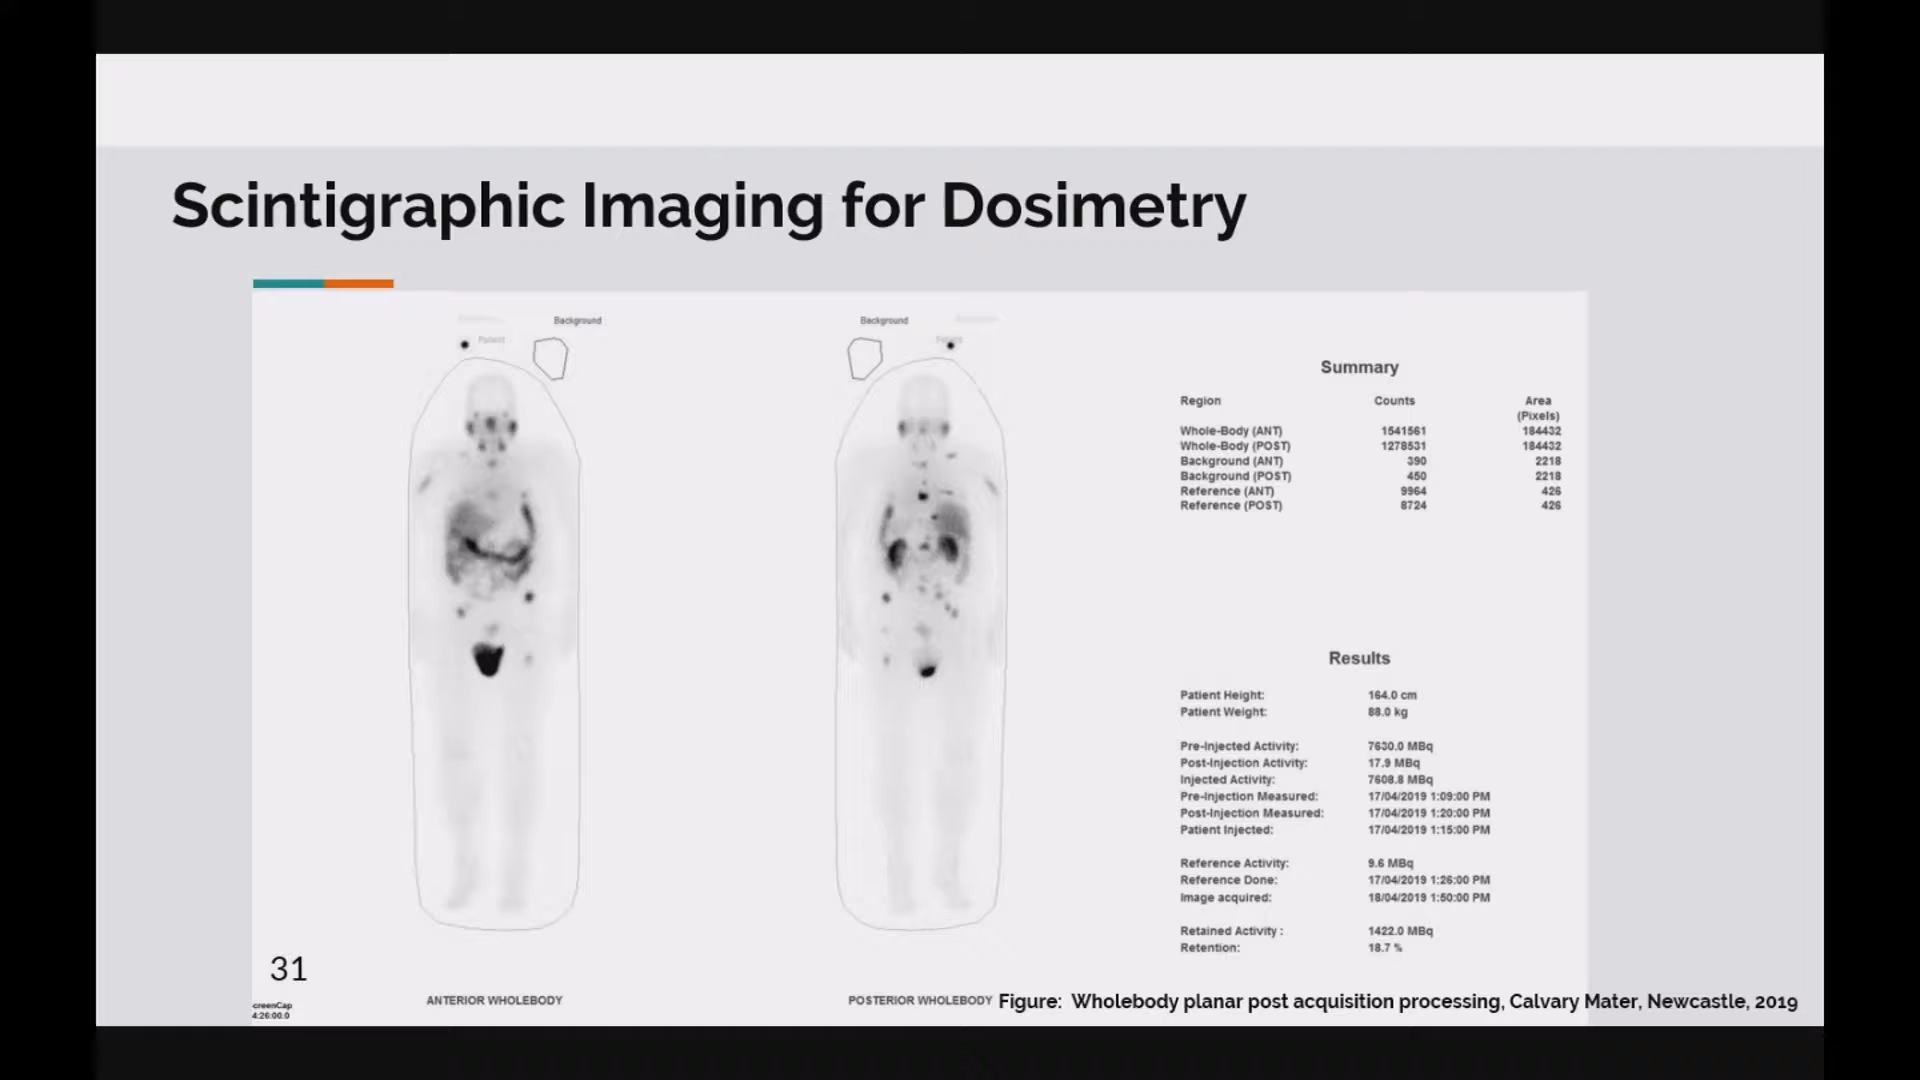 Scintigraphic Imaging for Dosimetry
Background
Patient
Background
Summary
Region Counts Area
(Pixels)
Whole-Body (ANT) 1541561 184432
Whole-Body (POST) 1278531 184432
Background (ANT) 390 2218
Background (POST) 450 2218
Reference (ANT) 9964 426
Reference (POST) 8724 426
Results
Patient Height: 164.0 cm
Patient Weight: 88.0 kg
Pre-Injected Activity: 7630.0 MBq
Post-Injection Activity: 17.9 MBq
Injected Activity: 7608.8 MBq
Pre-Injection Measured: 17/04/2019 1:09:00 PM
Post-Injection Measured: 17/04/2019 1:20:00 PM
Patient Injected: 17/04/2019 1:15:00 PM
Reference Activity: 9.6 MBq
Reference Done: 17/04/2019 1:26:00 PM
Image acquired: 18/04/2019 1:50:00 PM
Retained Activity : 1422.0 MBq
Retention: 18.7 %
31
creenCap
4:26:00.0
ANTERIOR WHOLEBODY
POSTERIOR WHOLEBODY
Figure: Wholebody planar post acquisition processing, Calvary Mater, Newcastle, 2019